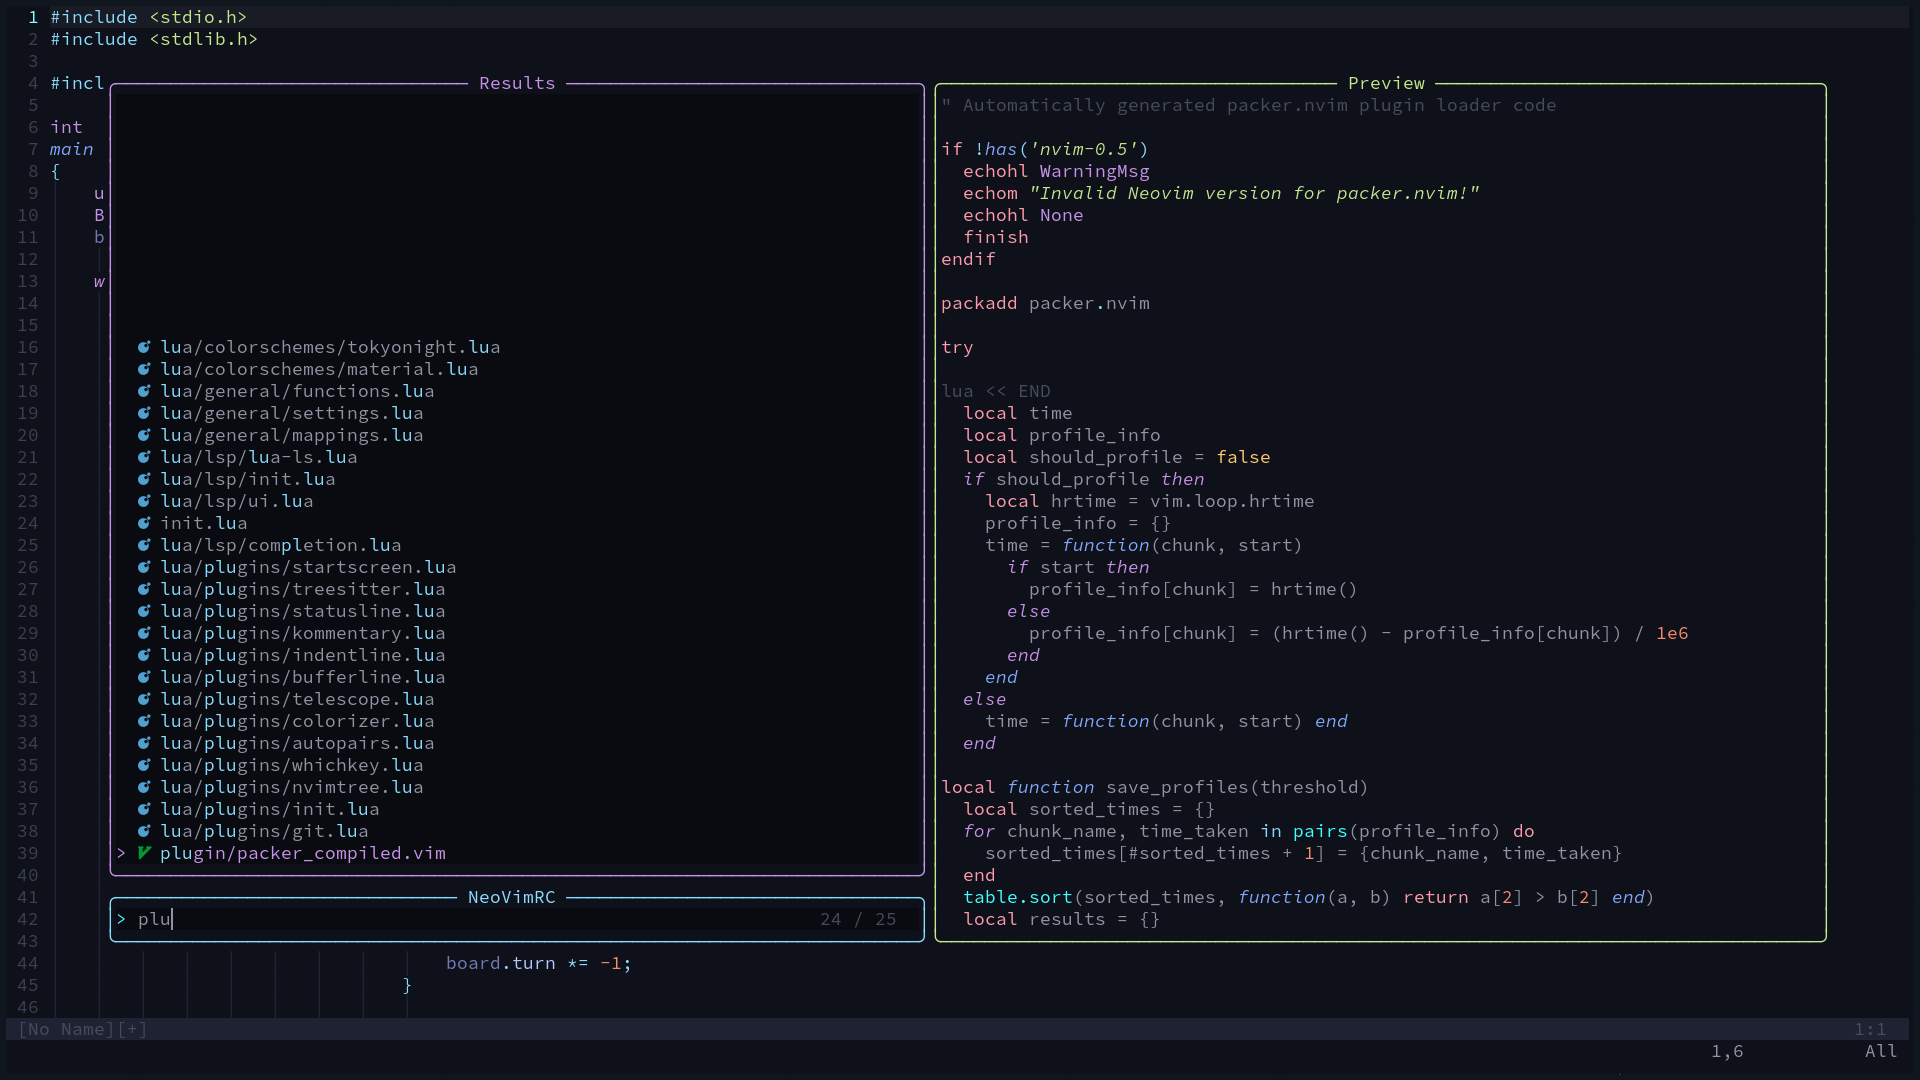 1 #include <stdio.h>
2 #include <stdlib.h>
3
4 #incl
5
6 int
7 main
8 {
9 u
10 B
11 b
12
13 w
14
15
16
17
18
19
20
21
22
23
24
25
26
27
28
29
30
31
32
33
34
35
36
37
38
39
40
41
42
43
44 board.turn *= -1;
45 }
46
Results
lua/colorschemes/tokyonight.lua
lua/colorschemes/material.lua
lua/general/functions.lua
lua/general/settings.lua
lua/general/mappings.lua
lua/lsp/lua-ls.lua
lua/lsp/init.lua
lua/lsp/ui.lua
init.lua
lua/lsp/completion.lua
lua/plugins/startscreen.lua
lua/plugins/treesitter.lua
lua/plugins/statusline.lua
lua/plugins/kommentary.lua
lua/plugins/indentline.lua
lua/plugins/bufferline.lua
lua/plugins/telescope.lua
lua/plugins/colorizer.lua
lua/plugins/autopairs.lua
lua/plugins/whichkey.lua
lua/plugins/nvimtree.lua
lua/plugins/init.lua
lua/plugins/git.lua
> plugin/packer_compiled.vim
NeoVimRC
> plu 24 / 25
Preview
" Automatically generated packer.nvim plugin loader code
if !has('nvim-0.5')
  echohl WarningMsg
  echom "Invalid Neovim version for packer.nvim!"
  echohl None
  finish
endif
packadd packer.nvim
try
lua << END
  local time
  local profile_info
  local should_profile = false
  if should_profile then
    local hrtime = vim.loop.hrtime
    profile_info = {}
    time = function(chunk, start)
      if start then
        profile_info[chunk] = hrtime()
      else
        profile_info[chunk] = (hrtime() - profile_info[chunk]) / 1e6
      end
    end
  else
    time = function(chunk, start) end
  end
local function save_profiles(threshold)
  local sorted_times = {}
  for chunk_name, time_taken in pairs(profile_info) do
    sorted_times[#sorted_times + 1] = {chunk_name, time_taken}
  end
  table.sort(sorted_times, function(a, b) return a[2] > b[2] end)
  local results = {}
[No Name][+] 1:1
1,6 All